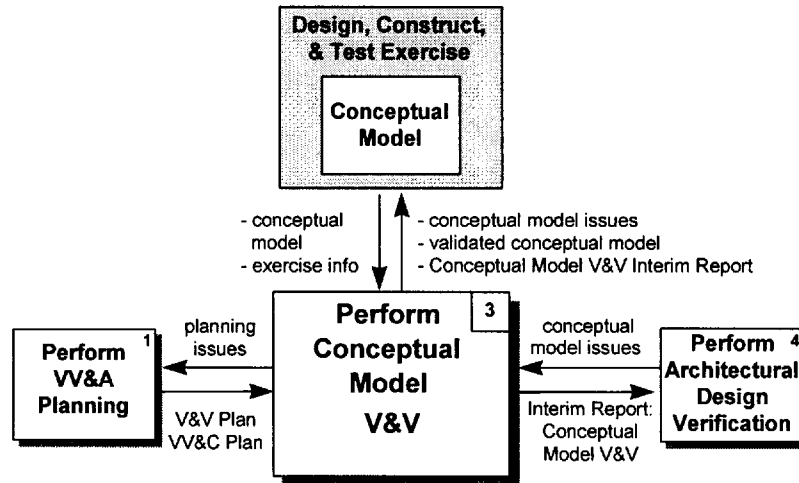 Design, Construct,
& Test Exercise
Conceptual
Model
- conceptual
model
- exercise info
- conceptual model issues
- validated conceptual model
- Conceptual Model V&V Interim Report
1
Perform
VV&A
Planning
planning
issues
V&V Plan
VV&C Plan
3
Perform
Conceptual
Model
V&V
conceptual
model issues
Interim Report:
Conceptual
Model V&V
Perform 4
Architectural
Design
Verification